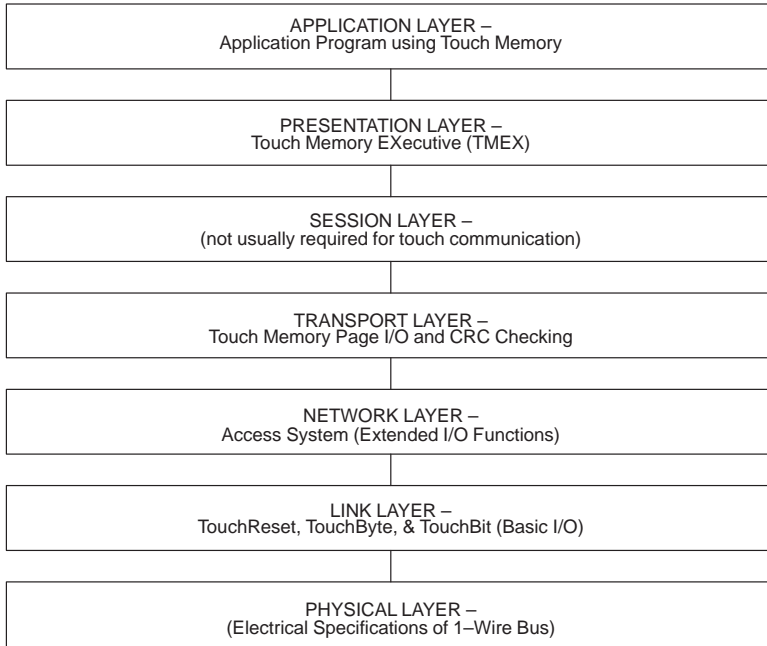 APPLICATION LAYER –
Application Program using Touch Memory
PRESENTATION LAYER –
Touch Memory EXecutive (TMEX)
SESSION LAYER –
(not usually required for touch communication)
TRANSPORT LAYER –
Touch Memory Page I/O and CRC Checking
NETWORK LAYER –
Access System (Extended I/O Functions)
LINK LAYER –
TouchReset, TouchByte, & TouchBit (Basic I/O)
PHYSICAL LAYER –
(Electrical Specifications of 1–Wire Bus)